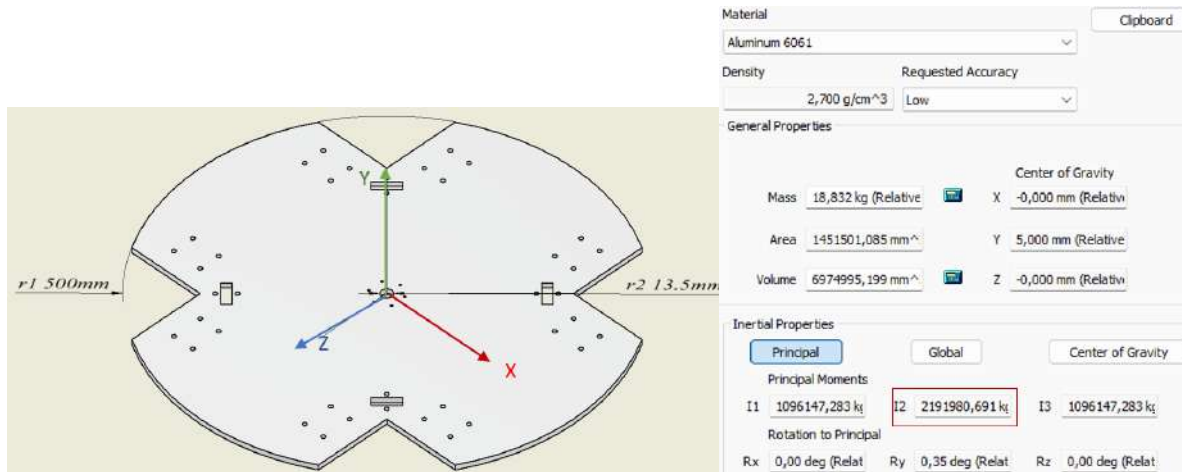 Y
r1 500mm
r2 13.5mm
Z
X
Material
Clipboard
Aluminum 6061
Density Requested Accuracy
2,700 g/cm^3 Low
General Properties
Center of Gravity
Mass 18,832 kg (Relative X -0,000 mm (Relativ
Area 1451501,085 mm^ Y 5,000 mm (Relative
Volume 6974995,199 mm^ Z -0,000 mm (Relativ
Inertial Properties
Principal Global Center of Gravity
Principal Moments
I1 1096147,283 kg I2 2191980,691 kg I3 1096147,283 kg
Rotation to Principal
Rx 0,00 deg (Relat Ry 0,35 deg (Relat Rz 0,00 deg (Relat